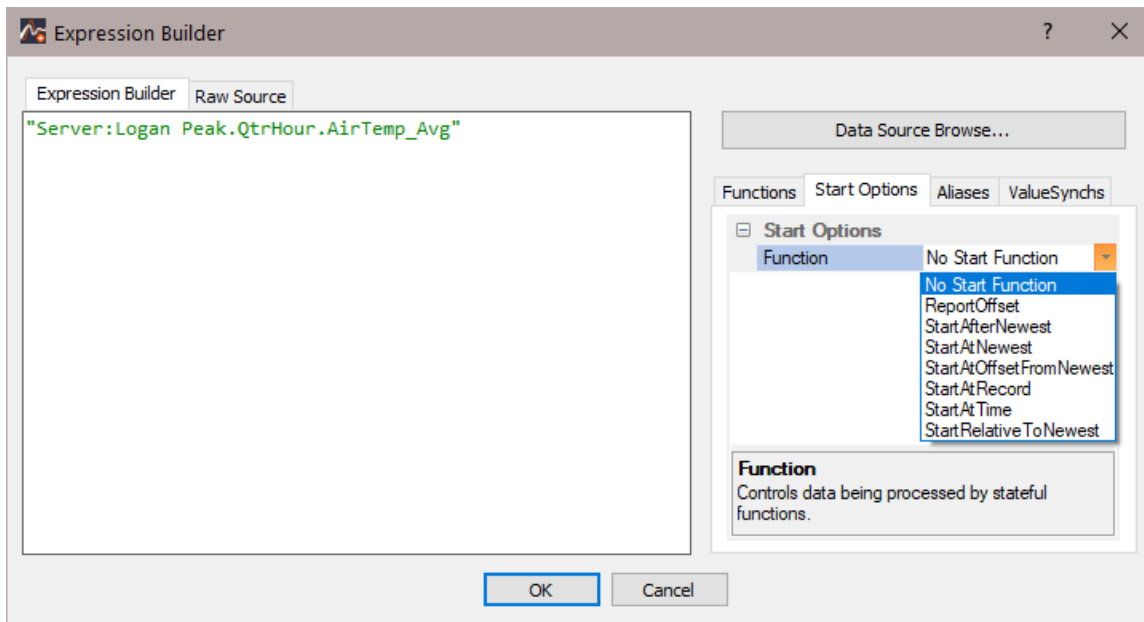 Expression Builder ?
Expression Builder Raw Source
"Server:Logan Peak.QtrHour.AirTemp_Avg"
Data Source Browse...
Functions Start Options Aliases ValueSynchs
Start Options
Function No Start Function
No Start Function
ReportOffset
StartAfterNewest
StartAtNewest
StartAtOffsetFromNewest
StartAtRecord
StartAtTime
StartRelativeToNewest
Function
Controls data being processed by stateful
functions.
OK Cancel